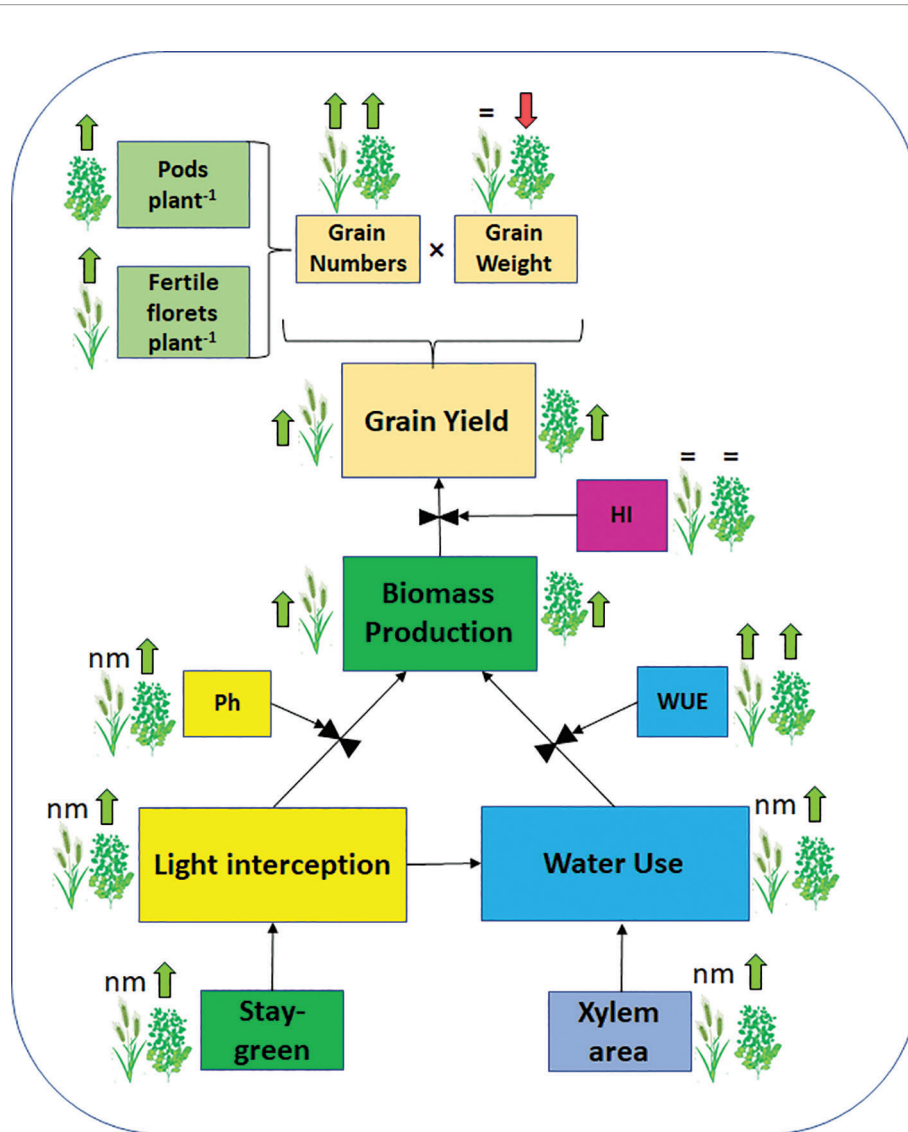 = 
Pods
plant⁻¹
Grain
Numbers
×
Grain
Weight
Fertile
florets
plant⁻¹
Grain Yield
= =
HI
Biomass
Production
nm
Ph
WUE
nm
Light interception
Water Use
nm
nm
Stay-
green
nm
Xylem
area